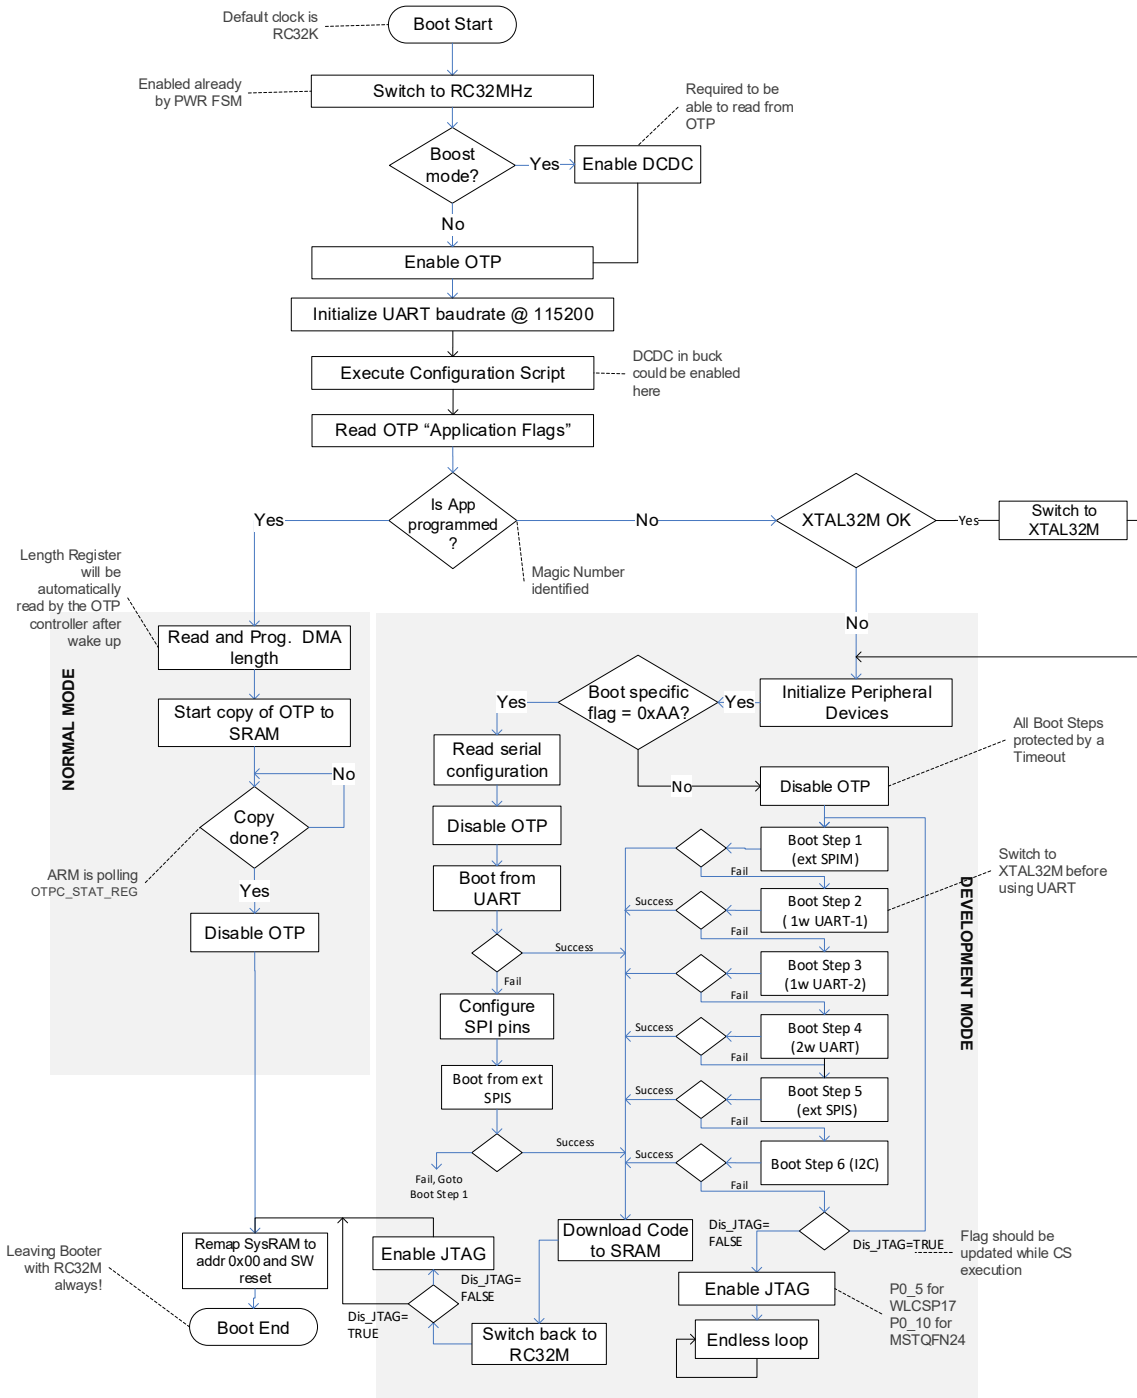 Default clock is
RC32K
Boot Start
Enabled already
by PWR FSM
Switch to RC32MHz
Required to be
able to read from
OTP
Boost
mode?
Yes
Enable DCDC
No
Enable OTP
Initialize UART baudrate @ 115200
Execute Configuration Script
DCDC in buck
could be enabled
here
Read OTP “Application Flags”
Is App
programmed
?
Yes
No
XTAL32M OK
Yes
Switch to
XTAL32M
Magic Number
identified
No
Length Register
will be
automatically
read by the OTP
controller after
wake up
NORMAL MODE
Read and Prog. DMA
length
Start copy of OTP to
SRAM
No
Copy
done?
ARM is polling
OTPC_STAT_REG
Yes
Disable OTP
Initialize Peripheral
Devices
Yes
Boot specific
flag = 0xAA?
Yes
No
Read serial
configuration
Disable OTP
Boot from
UART
Success
Fail
Configure
SPI pins
Boot from ext
SPIS
Success
Fail, Goto
Boot Step 1
Disable OTP
All Boot Steps
protected by a
Timeout
DEVELOPMENT MODE
Boot Step 1
(ext SPIM)
Fail
Switch to
XTAL32M before
using UART
Boot Step 2
( 1w UART-1)
Success
Fail
Boot Step 3
(1w UART-2)
Success
Fail
Boot Step 4
(2w UART)
Success
Fail
Boot Step 5
(ext SPIS)
Success
Fail
Boot Step 6 (I2C)
Success
Fail
Dis_JTAG=
FALSE
Dis_JTAG=TRUE
Flag should be
updated while CS
execution
Download Code
to SRAM
Enable JTAG
P0_5 for
WLCSP17
P0_10 for
MSTQFN24
Endless loop
Switch back to
RC32M
Dis_JTAG=
FALSE
Dis_JTAG=
TRUE
Enable JTAG
Remap SysRAM to
addr 0x00 and SW
reset
Leaving Booter
with RC32M
always!
Boot End